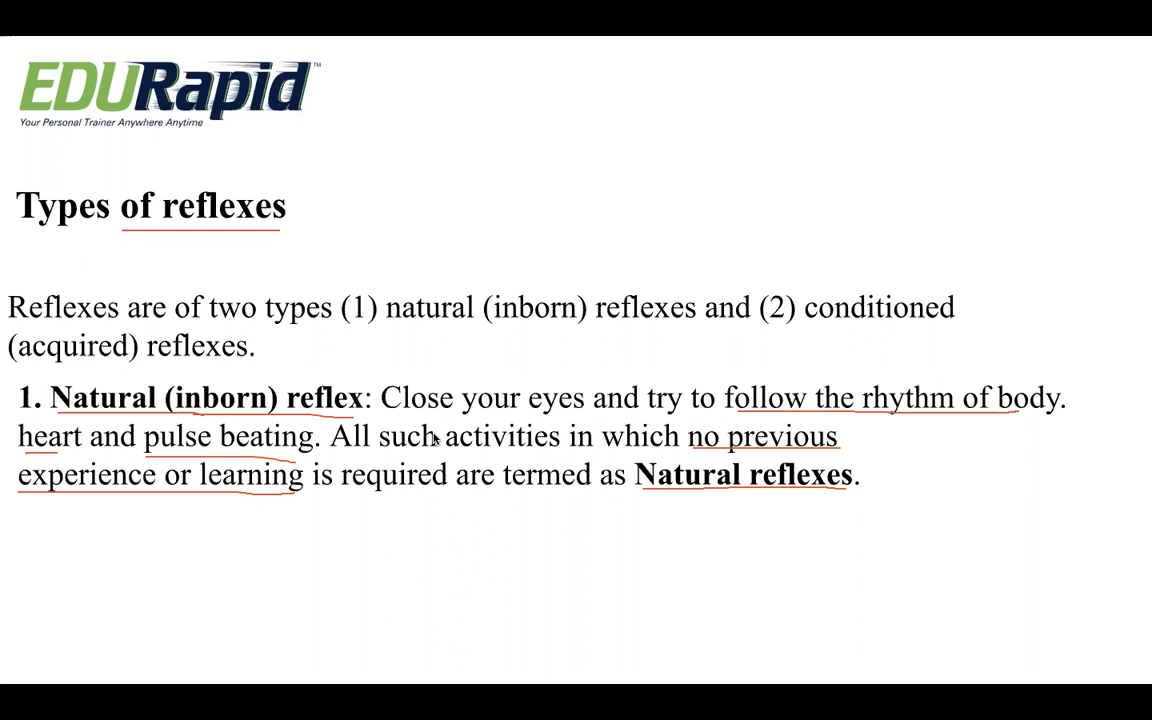 EDURapid™
Your Personal Trainer Anywhere Anytime
Types of reflexes
Reflexes are of two types (1) natural (inborn) reflexes and (2) conditioned
(acquired) reflexes.
1. Natural (inborn) reflex: Close your eyes and try to follow the rhythm of body.
heart and pulse beating. All such activities in which no previous
experience or learning is required are termed as Natural reflexes.